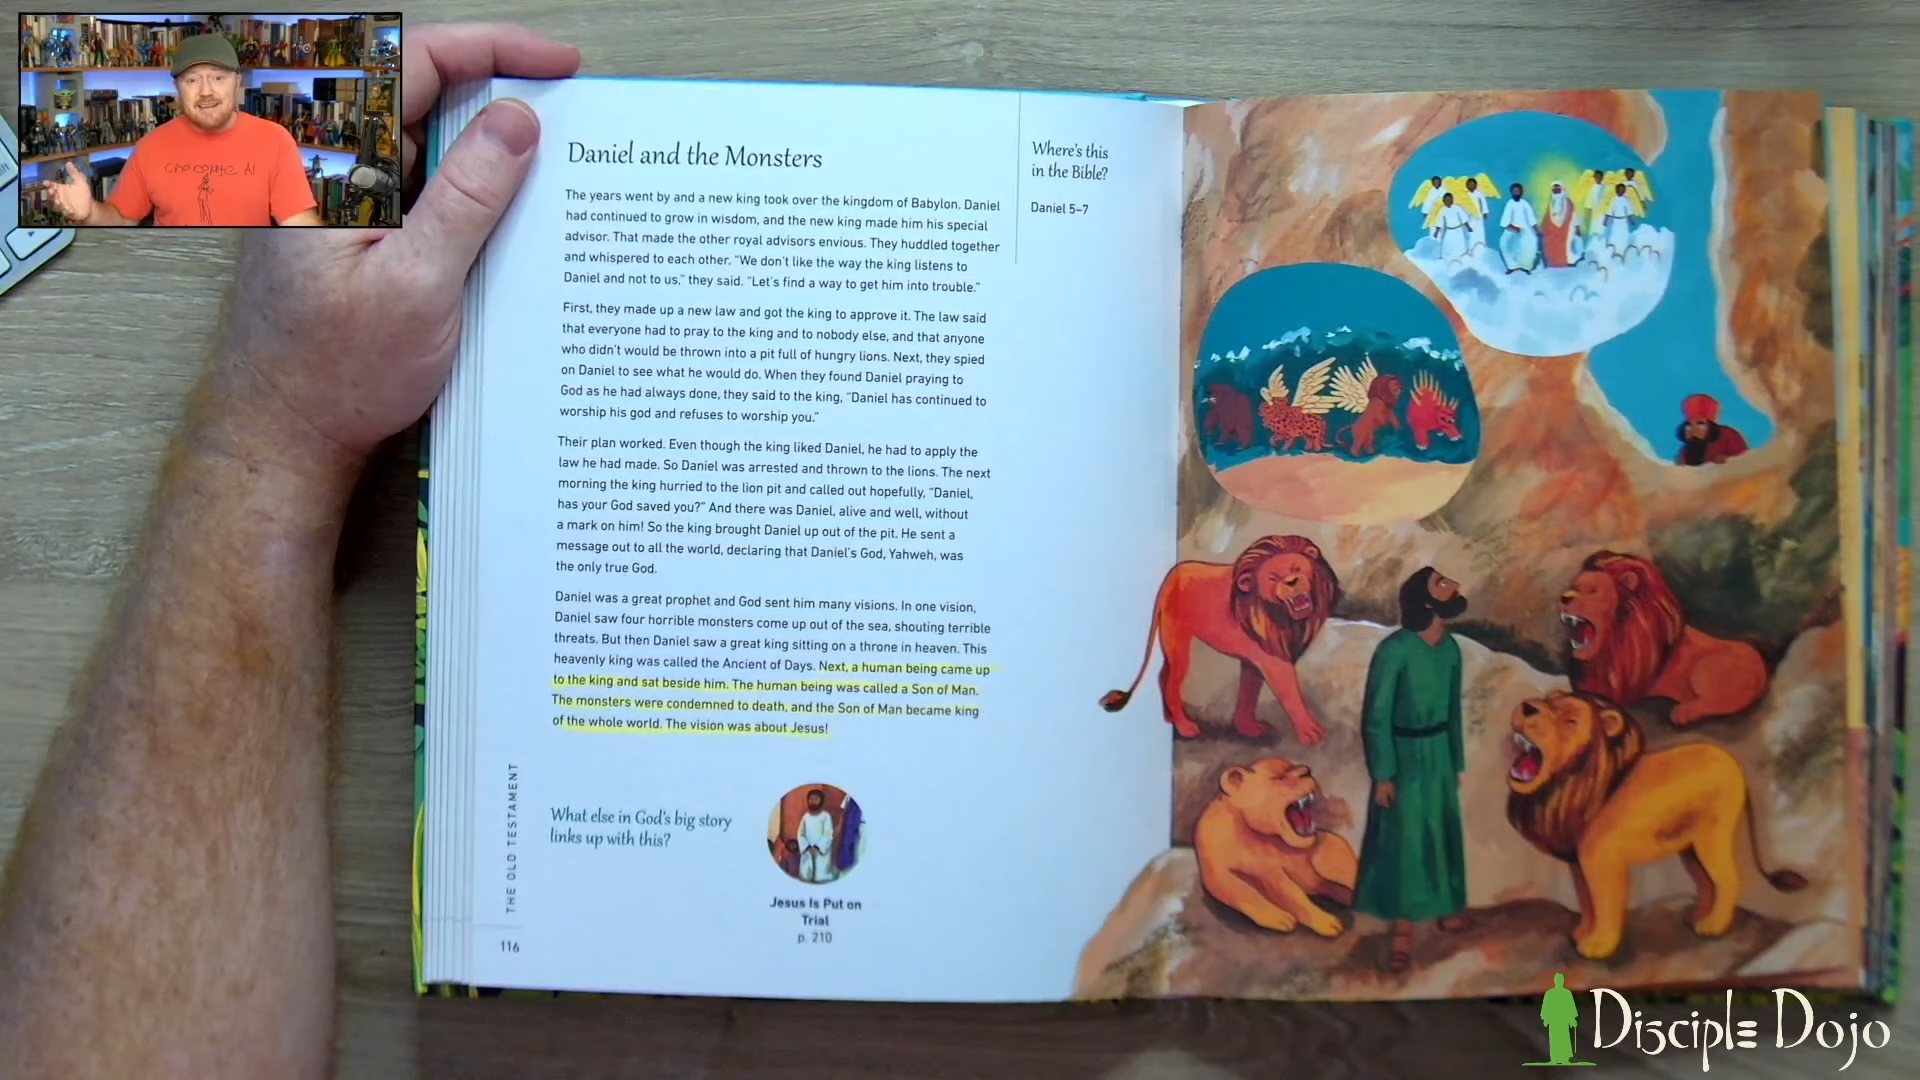 Chocolate Al
Daniel and the Monsters
The years went by and a new king took over the kingdom of Babylon. Daniel
had continued to grow in wisdom, and the new king made him his special
advisor. That made the other royal advisors envious. They huddled together
and whispered to each other. “We don’t like the way the king listens to
Daniel and not to us,” they said. “Let’s find a way to get him into trouble.”
First, they made up a new law and got the king to approve it. The law said
that everyone had to pray to the king and to nobody else, and that anyone
who didn’t would be thrown into a pit full of hungry lions. Next, they spied
on Daniel to see what he would do. When they found Daniel praying to
God as he had always done, they said to the king, “Daniel has continued to
worship his god and refuses to worship you.”
Their plan worked. Even though the king liked Daniel, he had to apply the
law he had made. So Daniel was arrested and thrown to the lions. The next
morning the king hurried to the lion pit and called out hopefully, “Daniel,
has your God saved you?” And there was Daniel, alive and well, without
a mark on him! So the king brought Daniel up out of the pit. He sent a
message out to all the world, declaring that Daniel’s God, Yahweh, was
the only true God.
Daniel was a great prophet and God sent him many visions. In one vision,
Daniel saw four horrible monsters come up out of the sea, shouting terrible
threats. But then Daniel saw a great king sitting on a throne in heaven. This
heavenly king was called the Ancient of Days. Next, a human being came up
to the king and sat beside him. The human being was called a Son of Man.
The monsters were condemned to death, and the Son of Man became king
of the whole world. The vision was about Jesus!
Where’s this
in the Bible?
Daniel 5–7
What else in God’s big story
links up with this?
Jesus Is Put on
Trial
p. 210
THE OLD TESTAMENT
116
Disciple Dojo